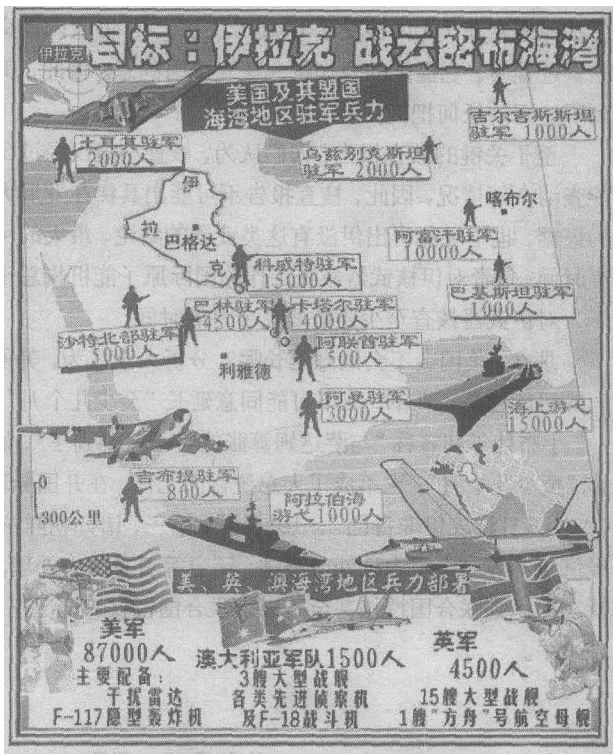 伊拉克
目标：伊拉克 战云密布海湾
美国及其盟国
海湾地区驻军兵力
吉尔吉斯斯坦
驻军 1000人
土耳其驻军
2000人
乌兹别克斯坦
驻军 2000人
伊
拉
克
巴格达
喀布尔
阿富汗驻军
10000人
科威特驻军
15000人
巴基斯坦驻军
1000人
巴林驻军
4500人
卡塔尔驻军
4000人
沙特北部驻军
5000人
阿联酋驻军
500人
利雅德
阿曼驻军
3000人
海上游弋
15000人
吉布提驻军
800人
阿拉伯海
游弋1000人
0
300公里
美、英、澳海湾地区兵力部署
美军
87000人
主要配备：
干扰雷达
F-117隐型轰炸机
澳大利亚军队1500人
3艘大型战舰
各类先进侦察机
及F-18战斗机
英军
4500人
15艘大型战舰
1艘“方舟”号航空母舰